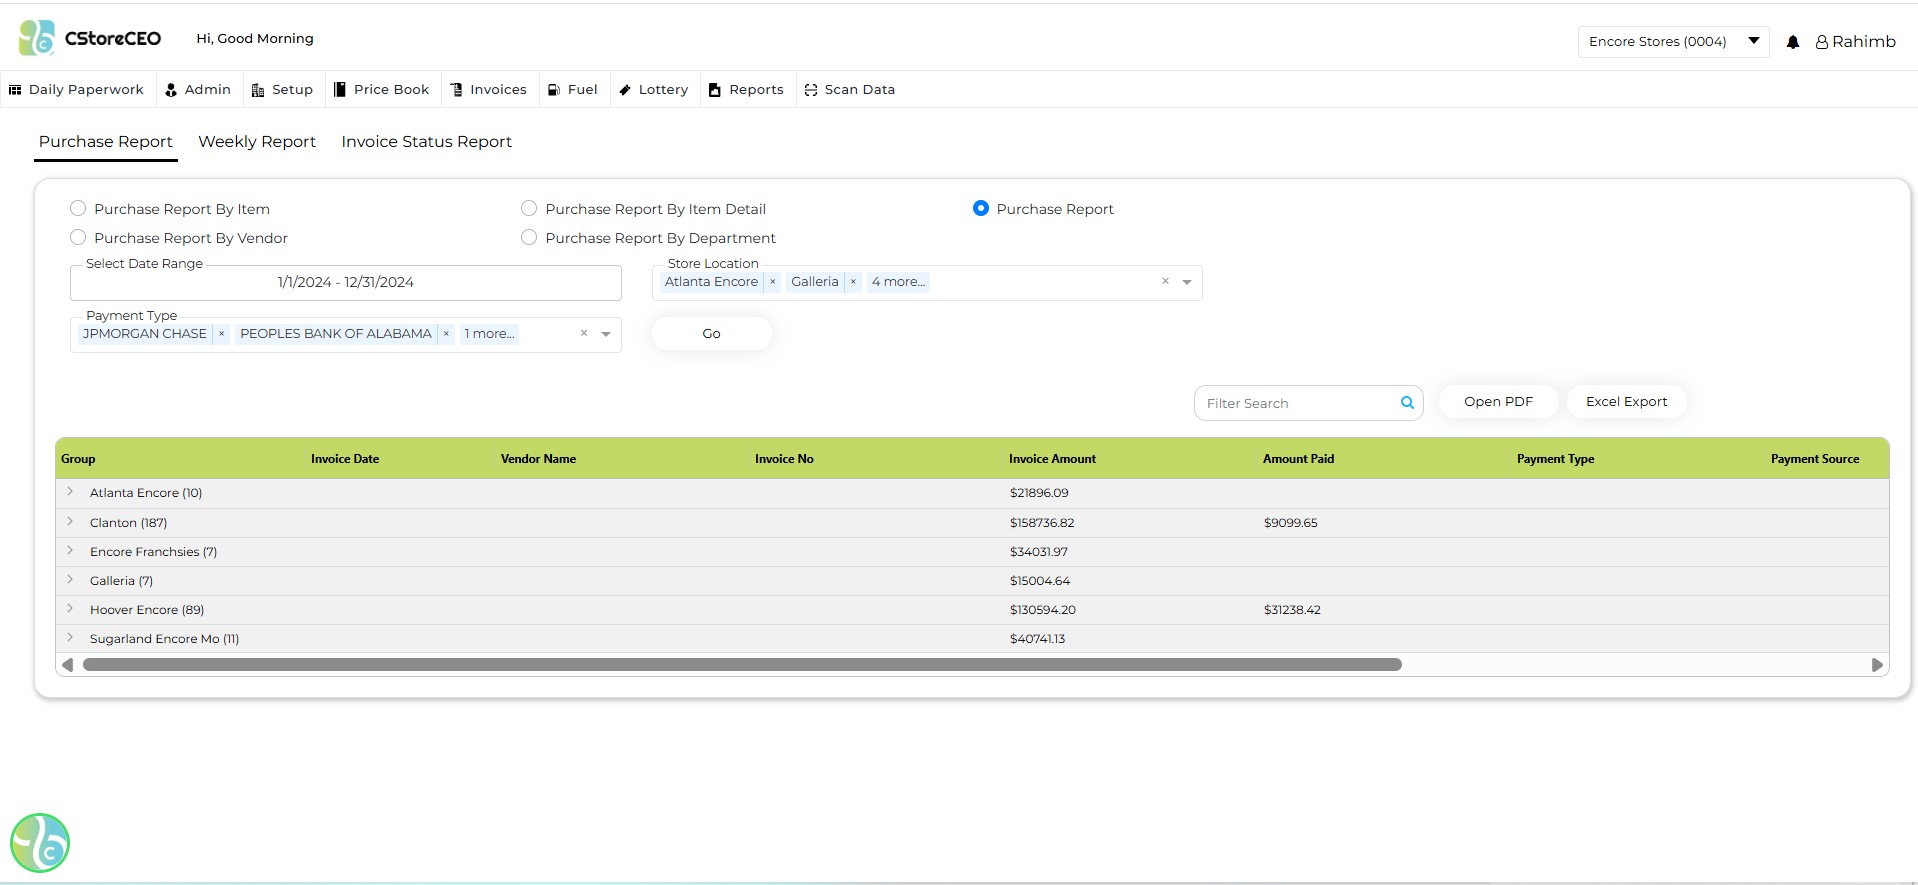 CStoreCEO Hi, Good Morning Encore Stores (0004) Rahimb
Daily Paperwork Admin Setup Price Book Invoices Fuel Lottery Reports Scan Data
Purchase Report Weekly Report Invoice Status Report
Purchase Report By Item Purchase Report By Item Detail Purchase Report
Purchase Report By Vendor Purchase Report By Department
Select Date Range Store Location
1/1/2024 - 12/31/2024 Atlanta Encore × Galleria × 4 more... ×
Payment Type
JPMORGAN CHASE × PEOPLES BANK OF ALABAMA × 1 more... × Go
Filter Search Open PDF Excel Export
Group Invoice Date Vendor Name Invoice No Invoice Amount Amount Paid Payment Type Payment Source
Atlanta Encore (10) $21896.09
Clanton (187) $158736.82 $9099.65
Encore Franchsies (7) $34031.97
Galleria (7) $15004.64
Hoover Encore (89) $130594.20 $31238.42
Sugarland Encore Mo (11) $40741.13